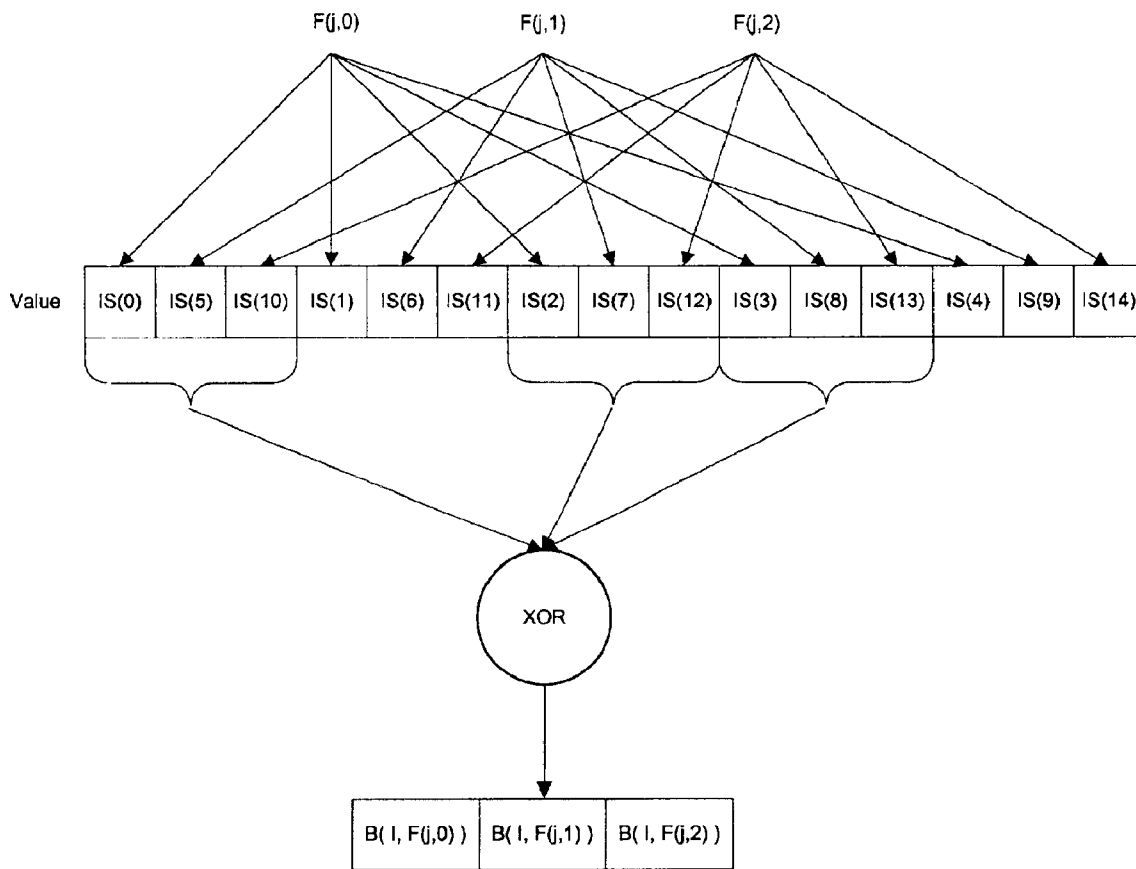 F(j,0) F(j,1) F(j,2)
Value IS(0) IS(5) IS(10) IS(1) IS(6) IS(11) IS(2) IS(7) IS(12) IS(3) IS(8) IS(13) IS(4) IS(9) IS(14)
XOR
B( I, F(j,0) ) B( I, F(j,1) ) B( I, F(j,2) )